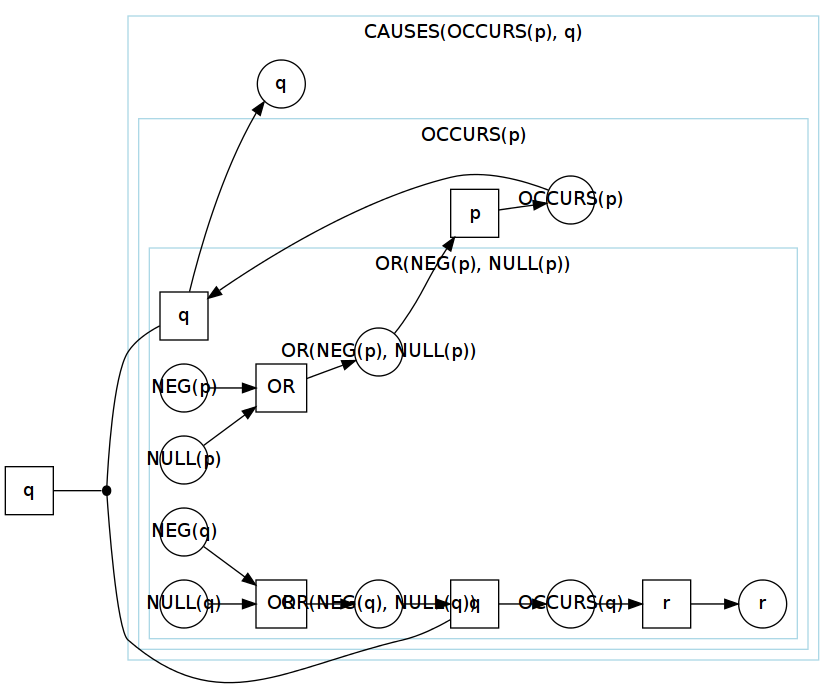 CAUSES(OCCURS(p), q)
q
OCCURS(p)
OCCURS(p)
p
OR(NEG(p), NULL(p))
q
OR(NEG(p), NULL(p))
NEG(p)
OR
NULL(p)
q
NEG(q)
NULL(q)
OR
OR(NEG(q), NULL(q))
q
OCCURS(q)
r
r